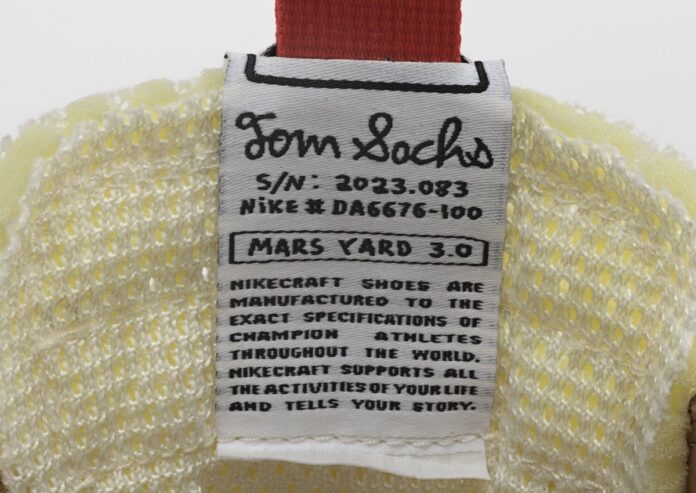 Tom Sachs
S/N: 2023.083
NiKE # DA6676-100
MARS YARD 3.0
NIKECRAFT SHOES ARE
MANUFACTURED TO THE
EXACT SPECIFICATIONS OF
CHAMPION ATHLETES
THROUGHOUT THE WORLD.
NIKECRAFT SUPPORTS ALL
THE ACTIVITIES OF YOUR LIFE
AND TELLS YOUR STORY.